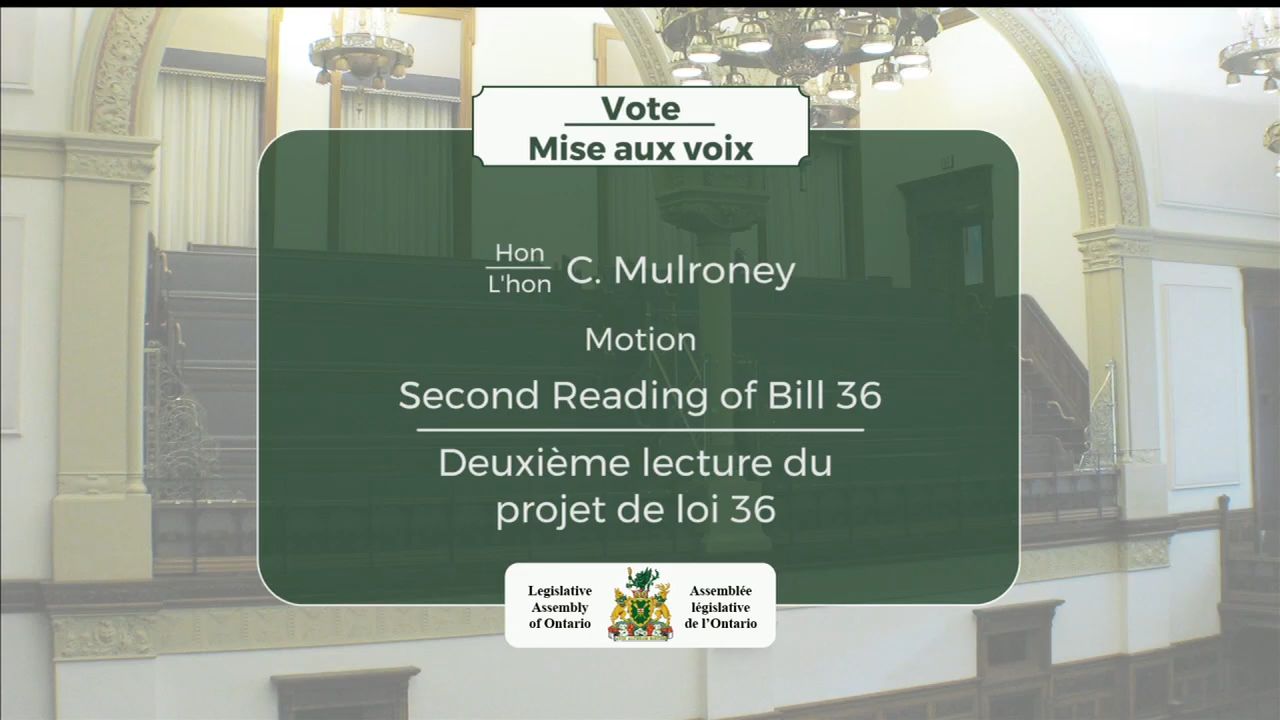 Vote
Mise aux voix
Hon
L'hon
C. Mulroney
Motion
Second Reading of Bill 36
Deuxième lecture du
projet de loi 36
Legislative
Assembly
of Ontario
Assemblée
législative
de l'Ontario